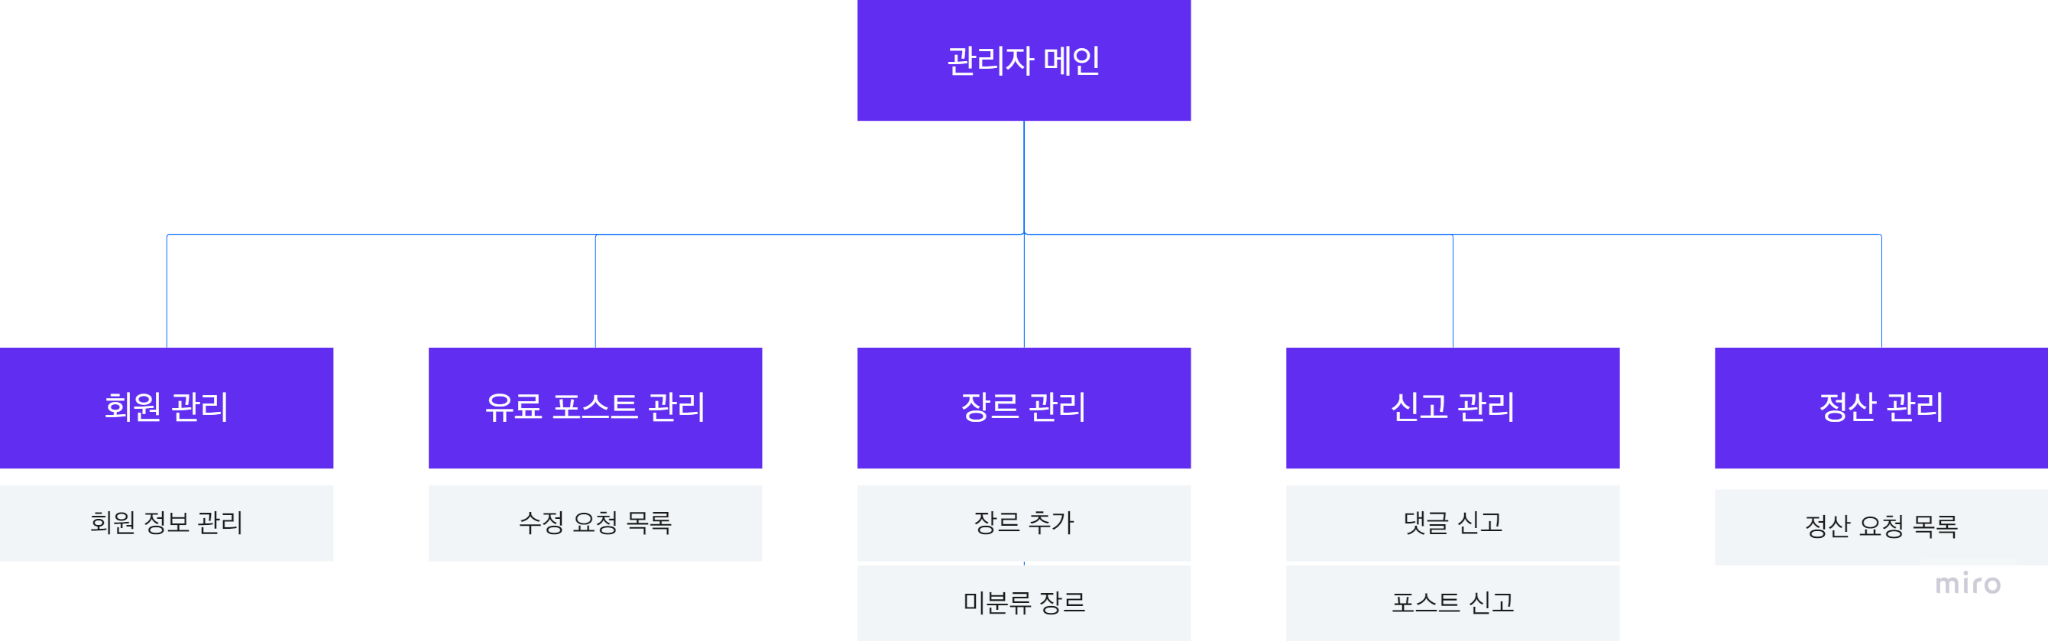 관리자 메인
회원 관리
유료 포스트 관리
장르 관리
신고 관리
정산 관리
회원 정보 관리
수정 요청 목록
장르 추가
댓글 신고
정산 요청 목록
미분류 장르
포스트 신고
miro